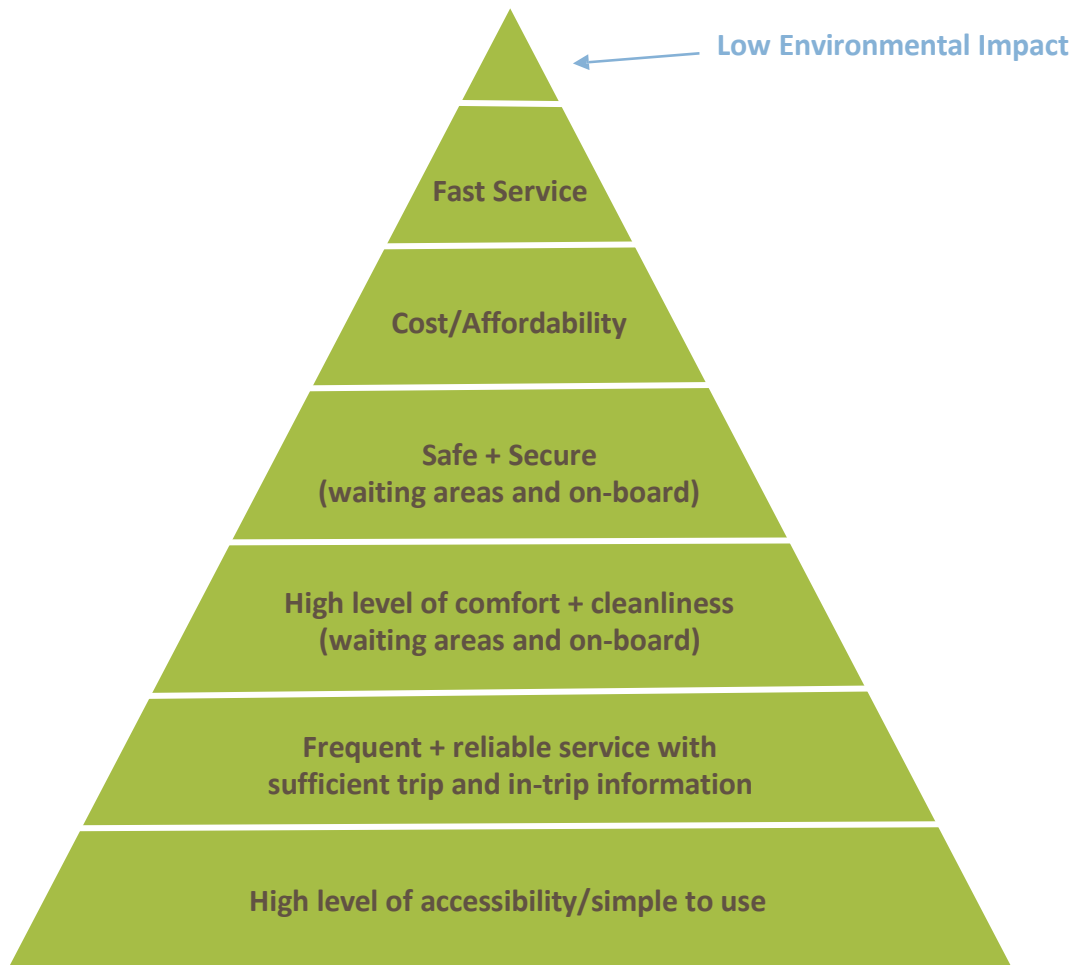 Low Environmental Impact
Fast Service
Cost/Affordability
Safe + Secure
(waiting areas and on-board)
High level of comfort + cleanliness
(waiting areas and on-board)
Frequent + reliable service with
sufficient trip and in-trip information
High level of accessibility/simple to use